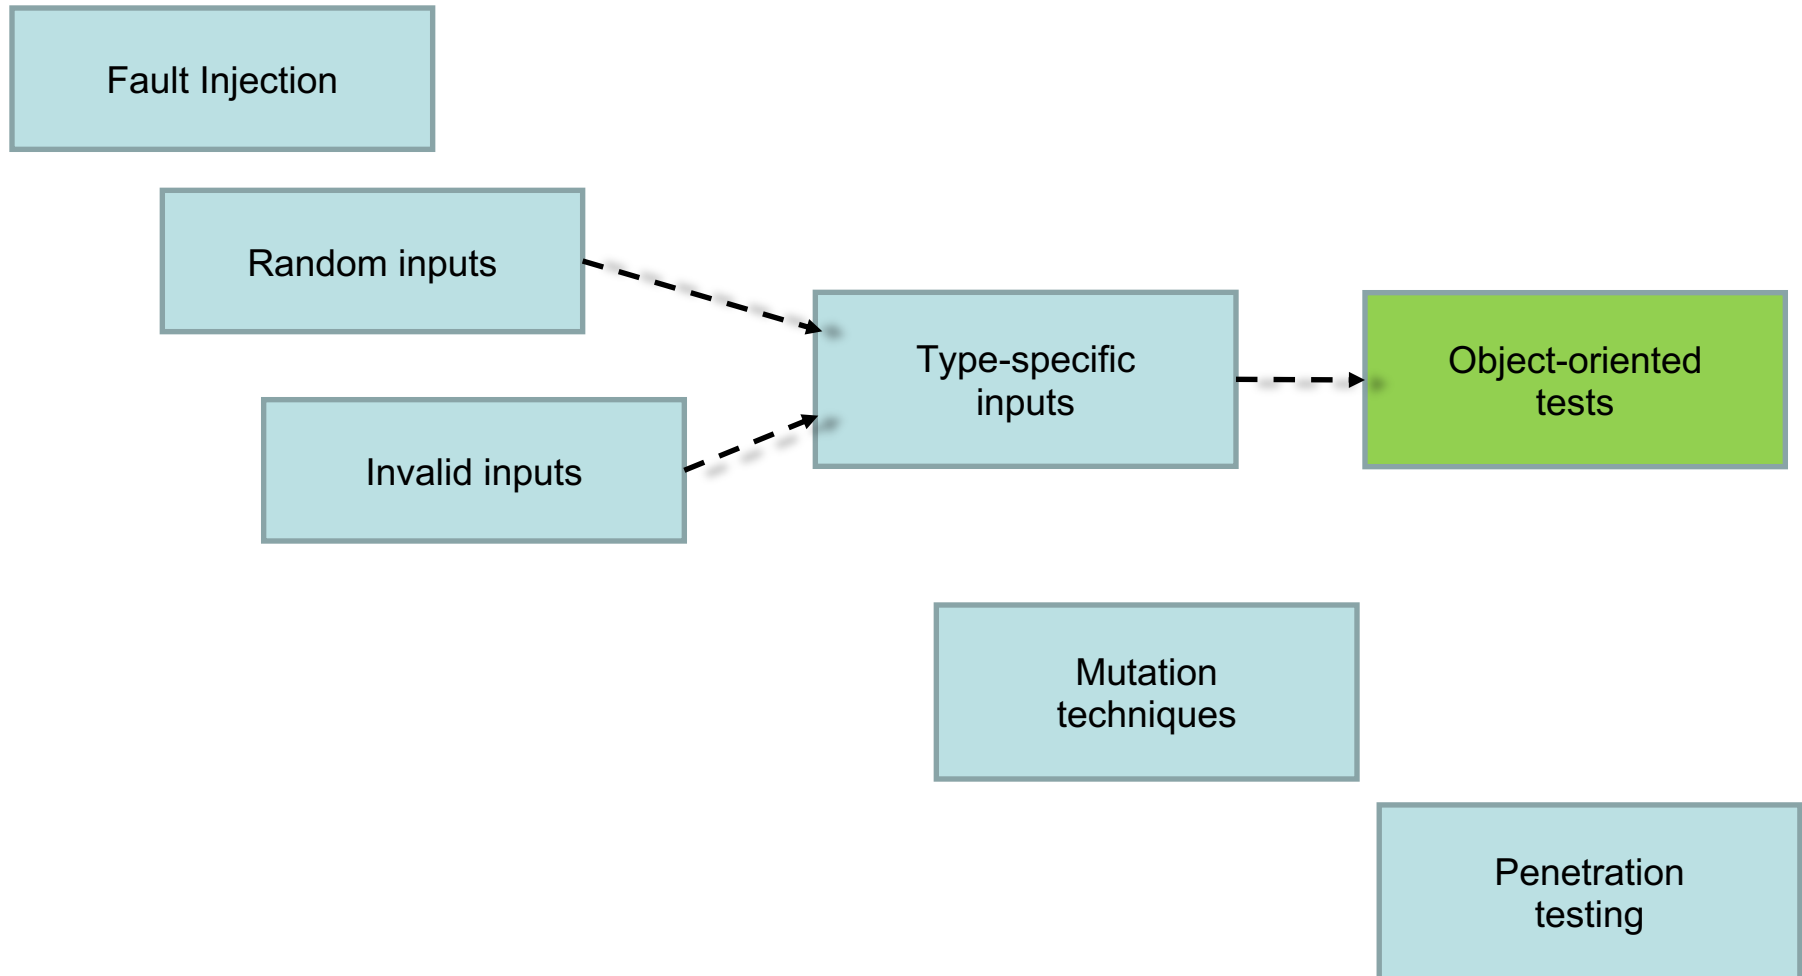 Fault Injection
Random inputs
Type-specific
inputs
Object-oriented
tests
Invalid inputs
Mutation
techniques
Penetration
testing